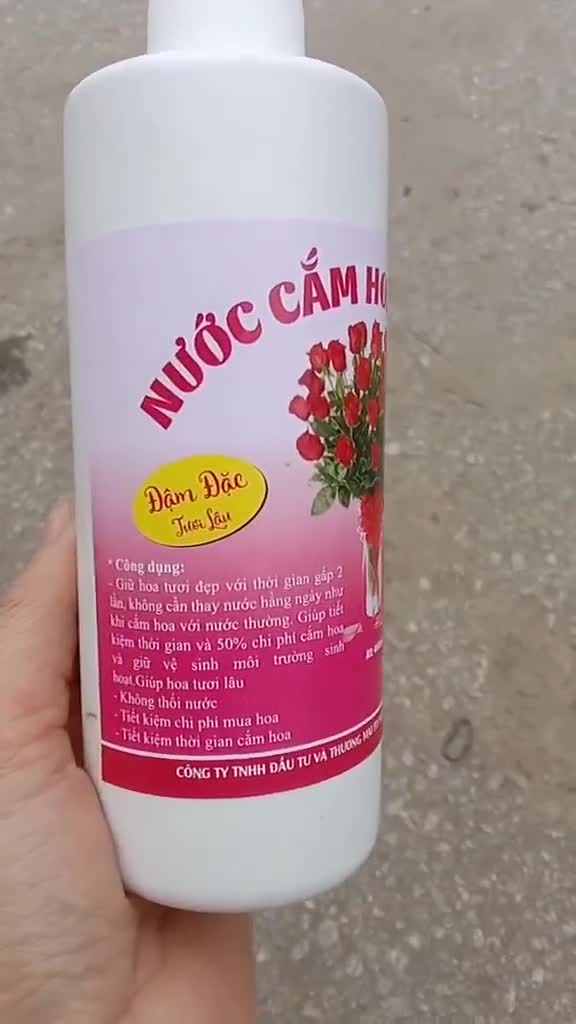 NƯỚC CẮM
Đậm Đặc
Tươi Lâu
* Công dụng:
- Giữ hoa tươi đẹp với thời gian gấp 2
lần, không cần thay nước hằng ngày như
khi cắm hoa với nước thường. Giúp tiết
kiệm thời gian và 50% chi phí cắm hoa
và giữ vệ sinh môi trường sinh
hoạt.Giúp hoa tươi lâu
- Không thối nước
- Tiết kiệm chi phí mua hoa
- Tiết kiệm thời gian cắm hoa
CÔNG TY TNHH ĐẦU TƯ VÀ THƯƠNG MẠI